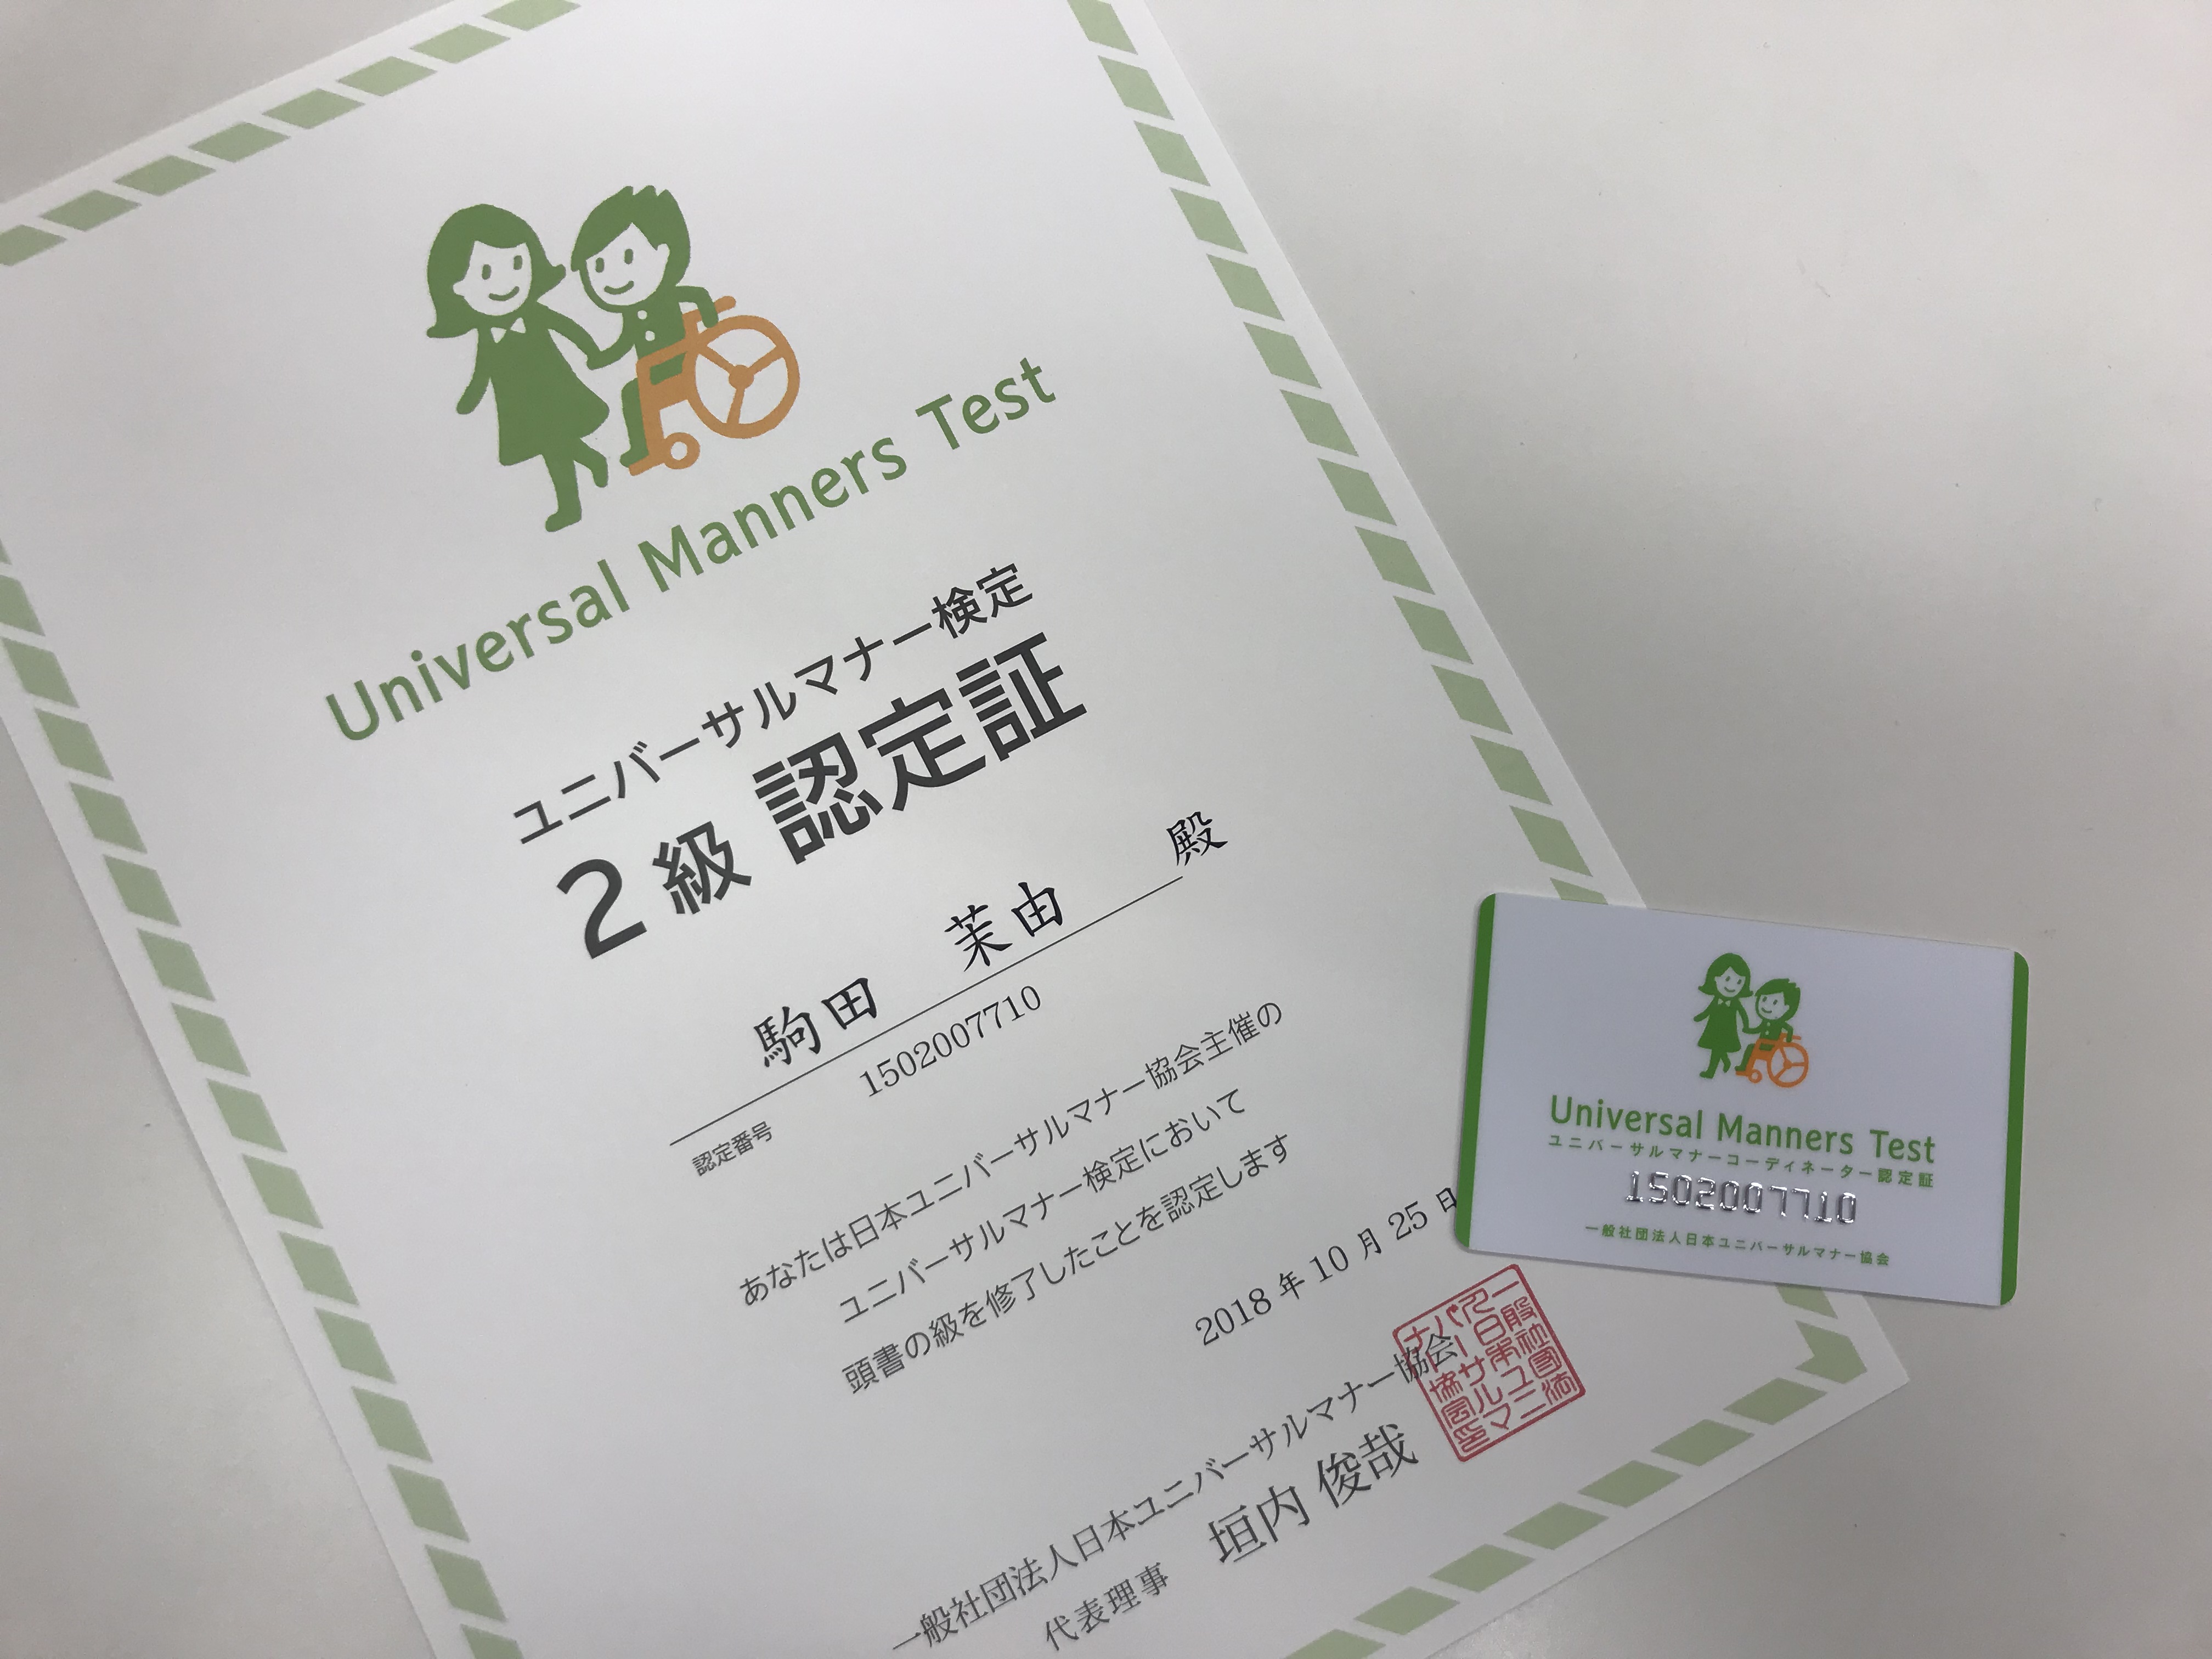 Universal Manners Test
ユニバーサルマナー検定
2級 認定証
駒田 茉由 殿
認定番号 1502007710
あなたは日本ユニバーサルマナー協会主催の
ユニバーサルマナー検定において
頭書の級を修了したことを認定します
2018年10月25日
一般社団法人日本ユニバーサルマナー協会
代表理事 垣内 俊哉
Universal Manners Test
ユニバーサルマナーコーディネーター認定証
1502007710
一般社団法人日本ユニバーサルマナー協会